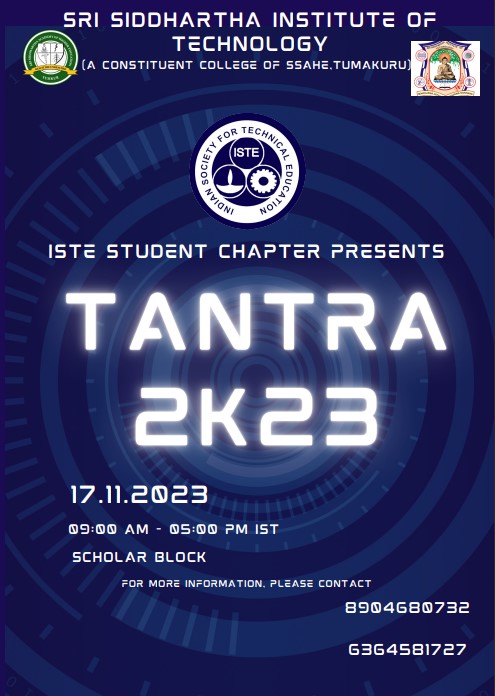 SRI SIDDHARTHA INSTITUTE OF
TECHNOLOGY
(A CONSTITUENT COLLEGE OF SSAHE,TUMAKURU)
INDIAN SOCIETY FOR TECHNICAL EDUCATION
ISTE
ISTE STUDENT CHAPTER PRESENTS
TANTRA
2K23
17.11.2023
09:00 AM - 05:00 PM IST
SCHOLAR BLOCK
FOR MORE INFORMATION, PLEASE CONTACT
8904680732
6364581727